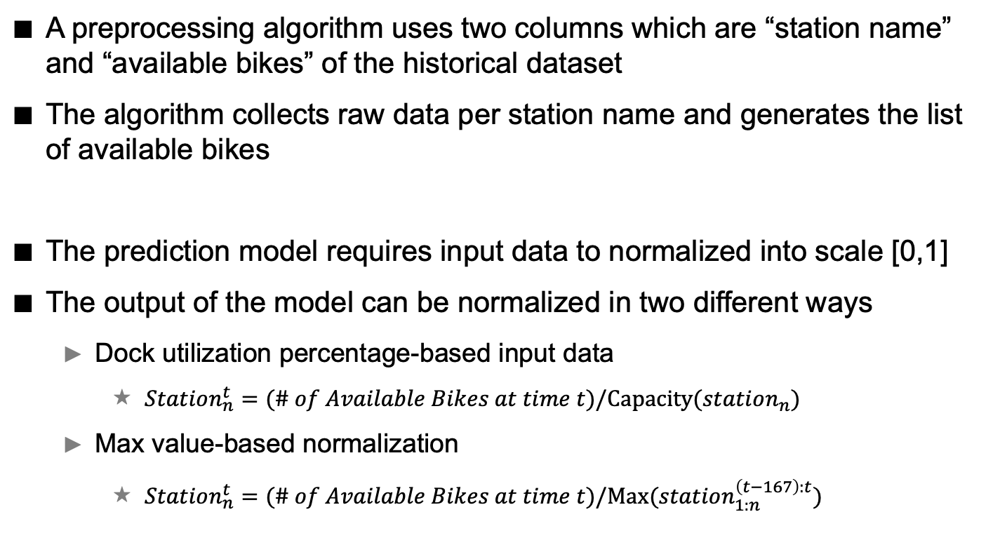 ■ A preprocessing algorithm uses two columns which are “station name”
and “available bikes” of the historical dataset
■ The algorithm collects raw data per station name and generates the list
of available bikes
■ The prediction model requires input data to normalized into scale [0,1]
■ The output of the model can be normalized in two different ways
► Dock utilization percentage-based input data
★ Station_n^t = (# of Available Bikes at time t)/Capacity(station_n)
► Max value-based normalization
★ Station_n^t = (# of Available Bikes at time t)/Max(station_{1:n}^{(t−167):t})